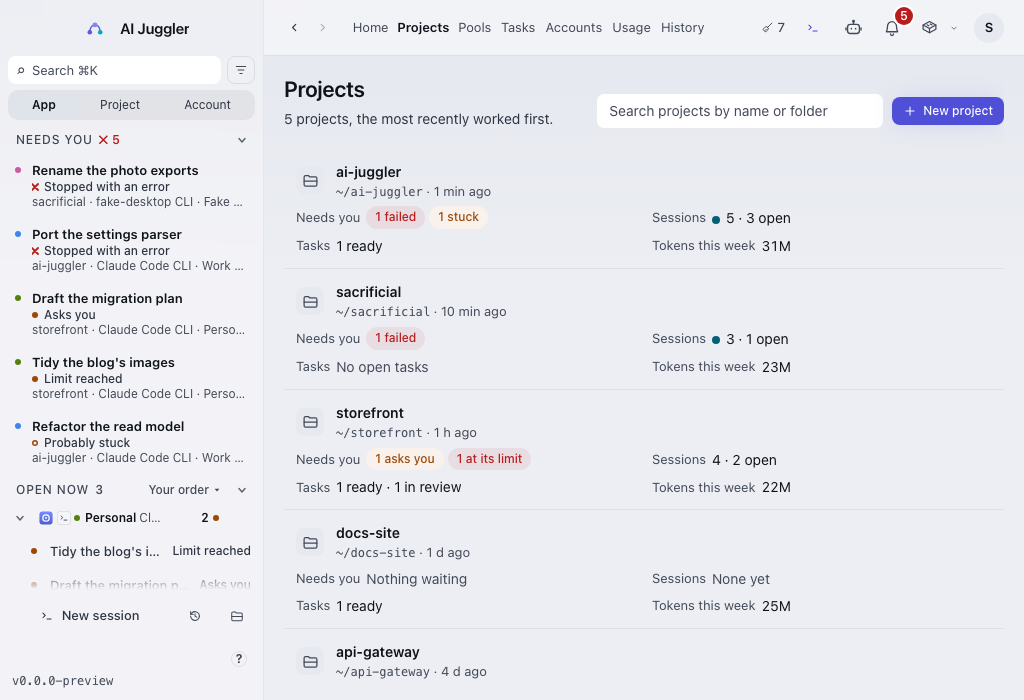 AI Juggler
Search ⌘K
App Project Account
NEEDS YOU 5
Rename the photo exports
Stopped with an error
sacrificial · fake-desktop CLI · Fake ...
Port the settings parser
Stopped with an error
ai-juggler · Claude Code CLI · Work ...
Draft the migration plan
Asks you
storefront · Claude Code CLI · Perso...
Tidy the blog's images
Limit reached
storefront · Claude Code CLI · Perso...
Refactor the read model
Probably stuck
ai-juggler · Claude Code CLI · Work ...
OPEN NOW 3 Your order
Personal Cl... 2
Tidy the blog's i... Limit reached
Draft the migration p... Asks you
New session
?
v0.0.0-preview
Home Projects Pools Tasks Accounts Usage History
7
5
S
Projects
5 projects, the most recently worked first.
Search projects by name or folder
New project
ai-juggler
~/ai-juggler · 1 min ago
Needs you 1 failed 1 stuck
Sessions 5 · 3 open
Tasks 1 ready
Tokens this week 31M
sacrificial
~/sacrificial · 10 min ago
Needs you 1 failed
Sessions 3 · 1 open
Tasks No open tasks
Tokens this week 23M
storefront
~/storefront · 1 h ago
Needs you 1 asks you 1 at its limit
Sessions 4 · 2 open
Tasks 1 ready · 1 in review
Tokens this week 22M
docs-site
~/docs-site · 1 d ago
Needs you Nothing waiting
Sessions None yet
Tasks 1 ready
Tokens this week 25M
api-gateway
~/api-gateway · 4 d ago